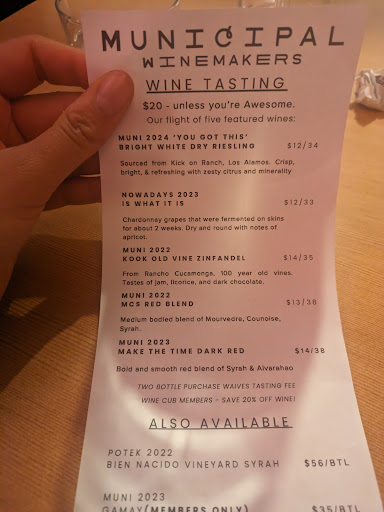 MUNICIPAL
WINEMAKERS
WINE TASTING
$20 - unless you're Awesome.
Our flight of five featured wines:
MUNI 2024 'YOU GOT THIS'
BRIGHT WHITE DRY RIESLING $12/34
Sourced from Kick on Ranch, Los Alamos. Crisp,
bright, & refreshing with zesty citrus and minerality
NOWADAYS 2023
IS WHAT IT IS $12/33
Chardonnay grapes that were fermented on skins
for about 2 weeks. Dry and round with notes of
apricot.
MUNI 2022
KOOK OLD VINE ZINFANDEL $14/35
From Rancho Cucamonga, 100 year old vines.
Tastes of jam, licorice, and dark chocolate.
MUNI 2022
MCS RED BLEND $13/38
Medium bodied blend of Mourvedre, Counoise,
Syrah.
MUNI 2023
MAKE THE TIME DARK RED $14/38
Bold and smooth red blend of Syrah & Alvarahao
TWO BOTTLE PURCHASE WAIVES TASTING FEE
WINE CUB MEMBERS - SAVE 20% OFF WINE!
ALSO AVAILABLE
POTEK 2022
BIEN NACIDO VINEYARD SYRAH $56/BTL
MUNI 2023
GAMAY(MEMBERS ONLY) $35/BTL